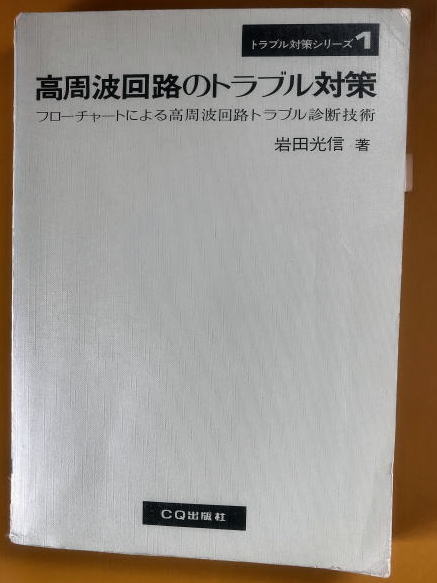 トラブル対策シリーズ1
高周波回路のトラブル対策
フローチャートによる高周波回路トラブル診断技術
岩田光信 著
CQ出版社